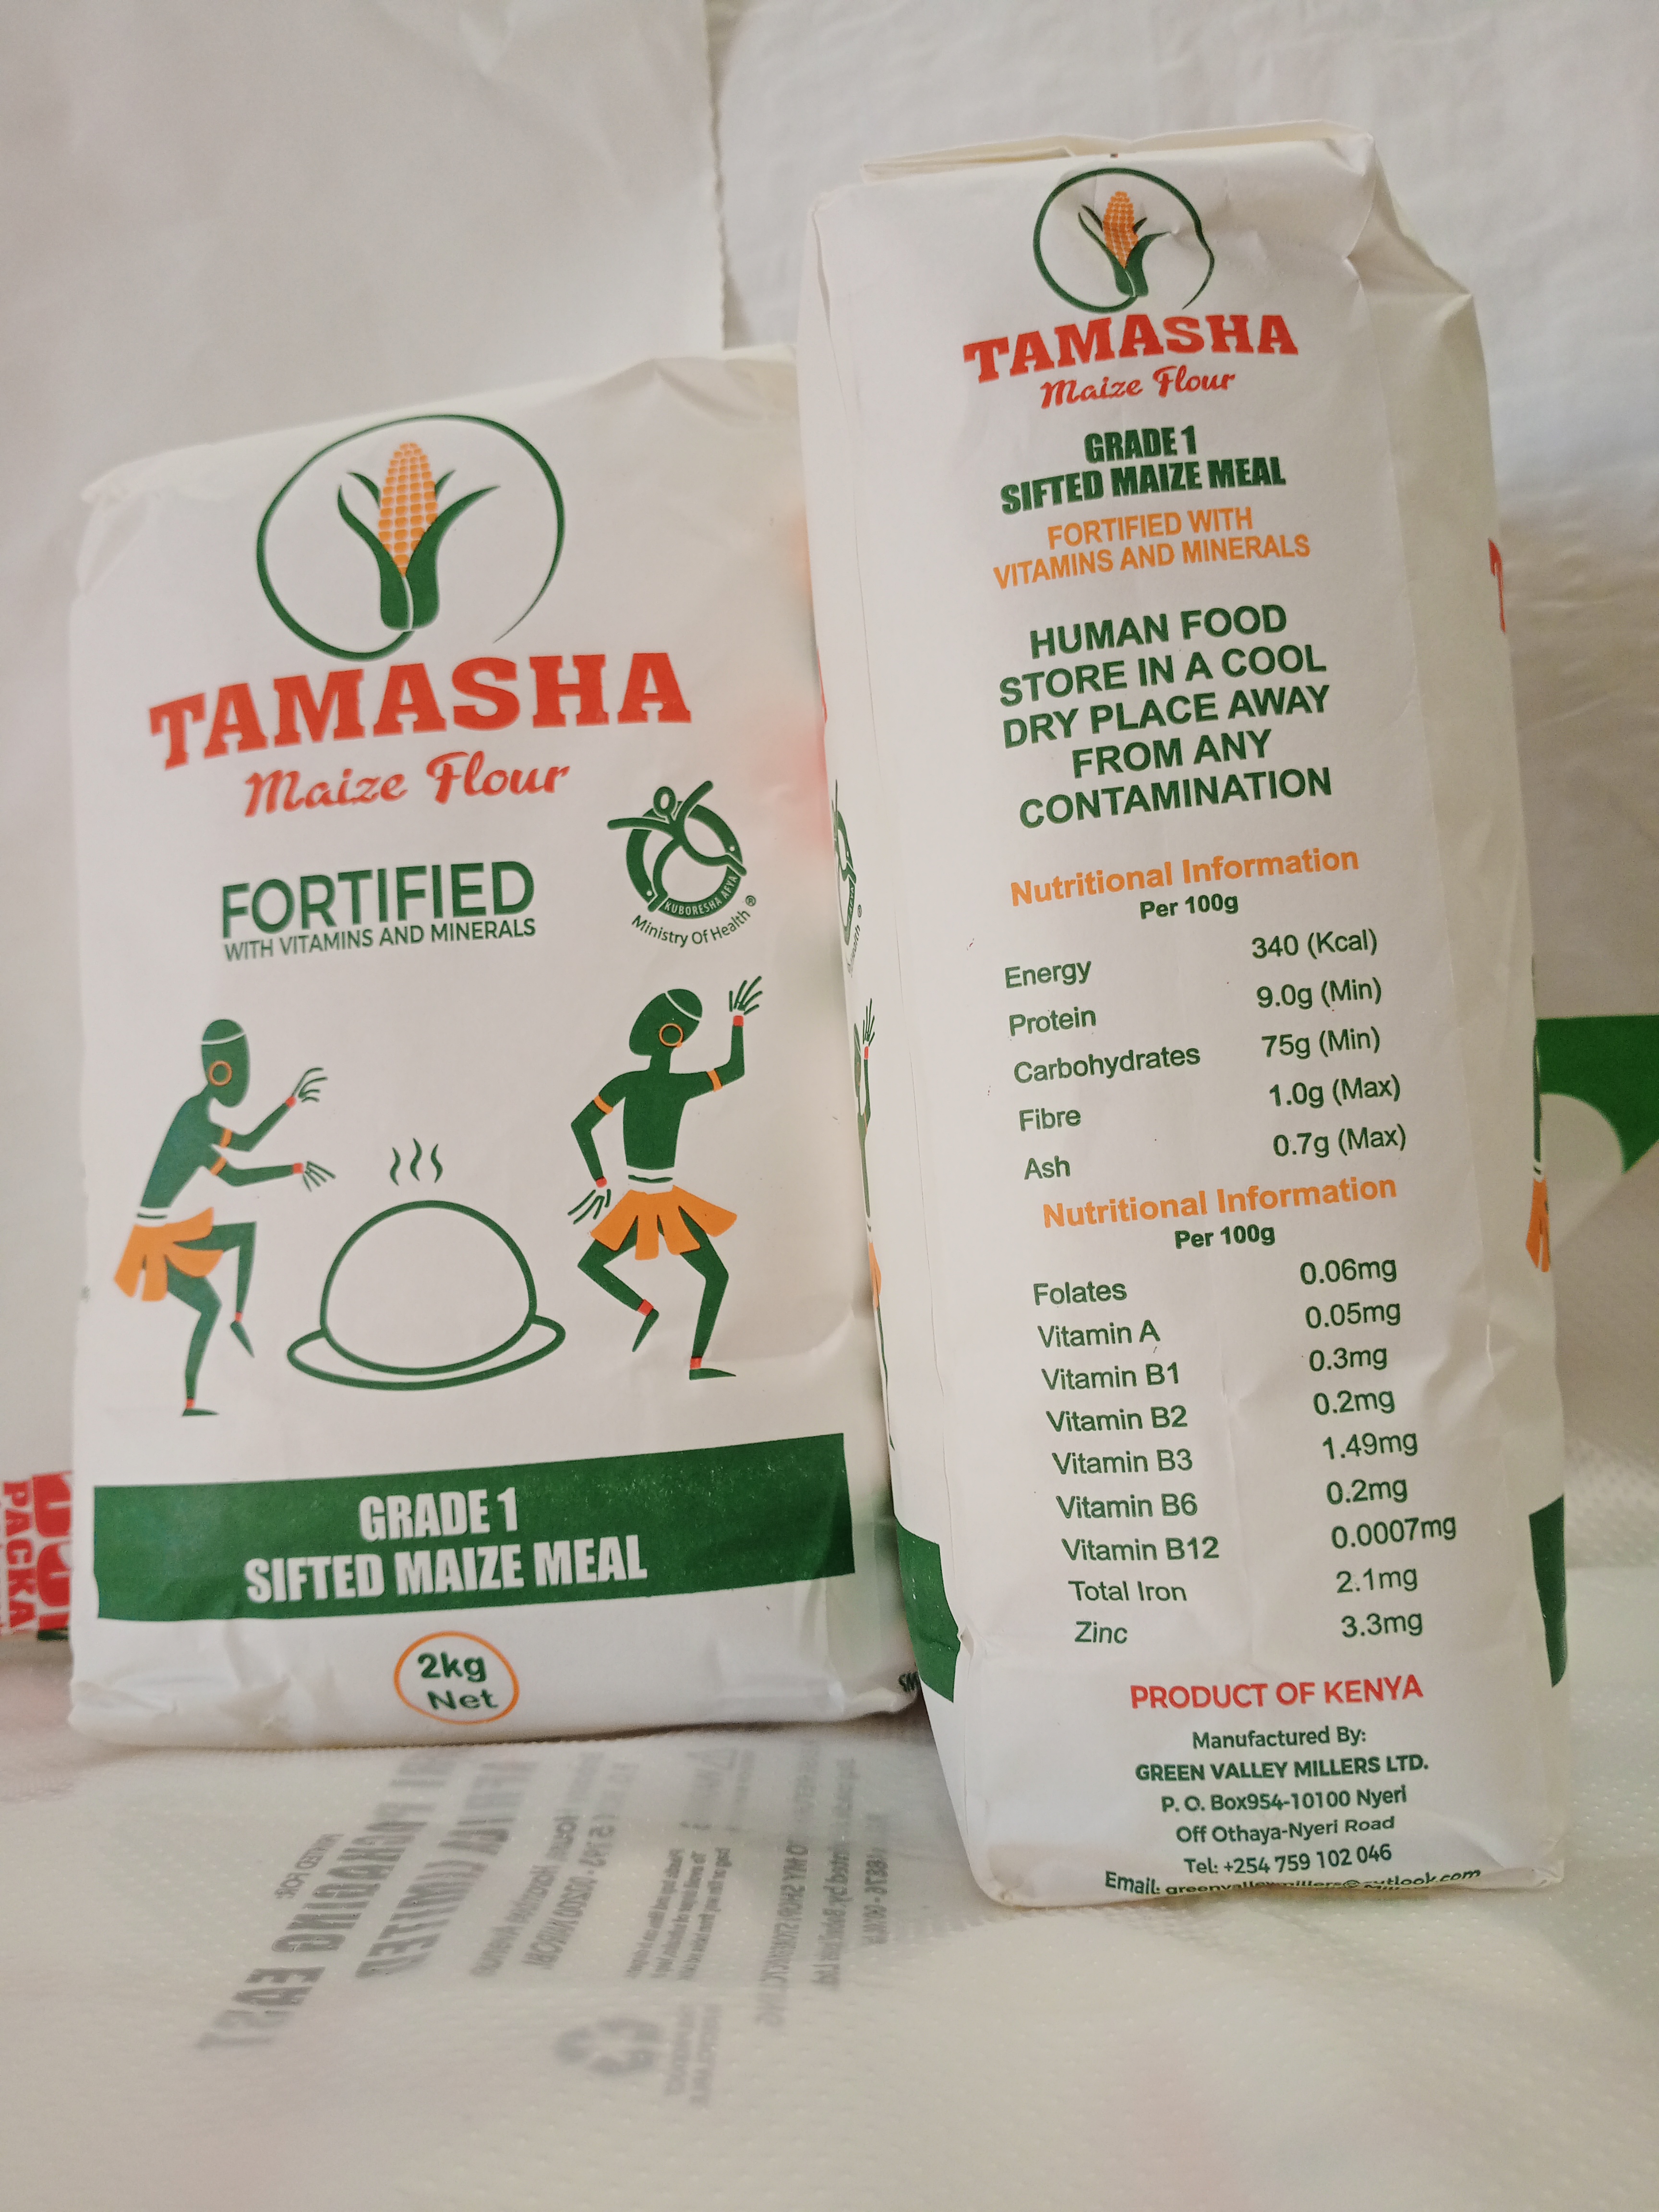 TAMASHA
Maize Flour
FORTIFIED
WITH VITAMINS AND MINERALS
KUBORESHA AFYA
Ministry Of Health ®
GRADE 1
SIFTED MAIZE MEAL
2kg
Net
TAMASHA
Maize Flour
GRADE 1
SIFTED MAIZE MEAL
FORTIFIED WITH
VITAMINS AND MINERALS
HUMAN FOOD
STORE IN A COOL
DRY PLACE AWAY
FROM ANY
CONTAMINATION
Nutritional Information
Per 100g
Energy 340 (Kcal)
Protein 9.0g (Min)
Carbohydrates 75g (Min)
Fibre 1.0g (Max)
Ash 0.7g (Max)
Nutritional Information
Per 100g
Folates 0.06mg
Vitamin A 0.05mg
Vitamin B1 0.3mg
Vitamin B2 0.2mg
Vitamin B3 1.49mg
Vitamin B6 0.2mg
Vitamin B12 0.0007mg
Total Iron 2.1mg
Zinc 3.3mg
PRODUCT OF KENYA
Manufactured By:
GREEN VALLEY MILLERS LTD.
P. O. Box954-10100 Nyeri
Off Othaya-Nyeri Road
Tel: +254 759 102 046
Email: greenvalleymillers@outlook.com